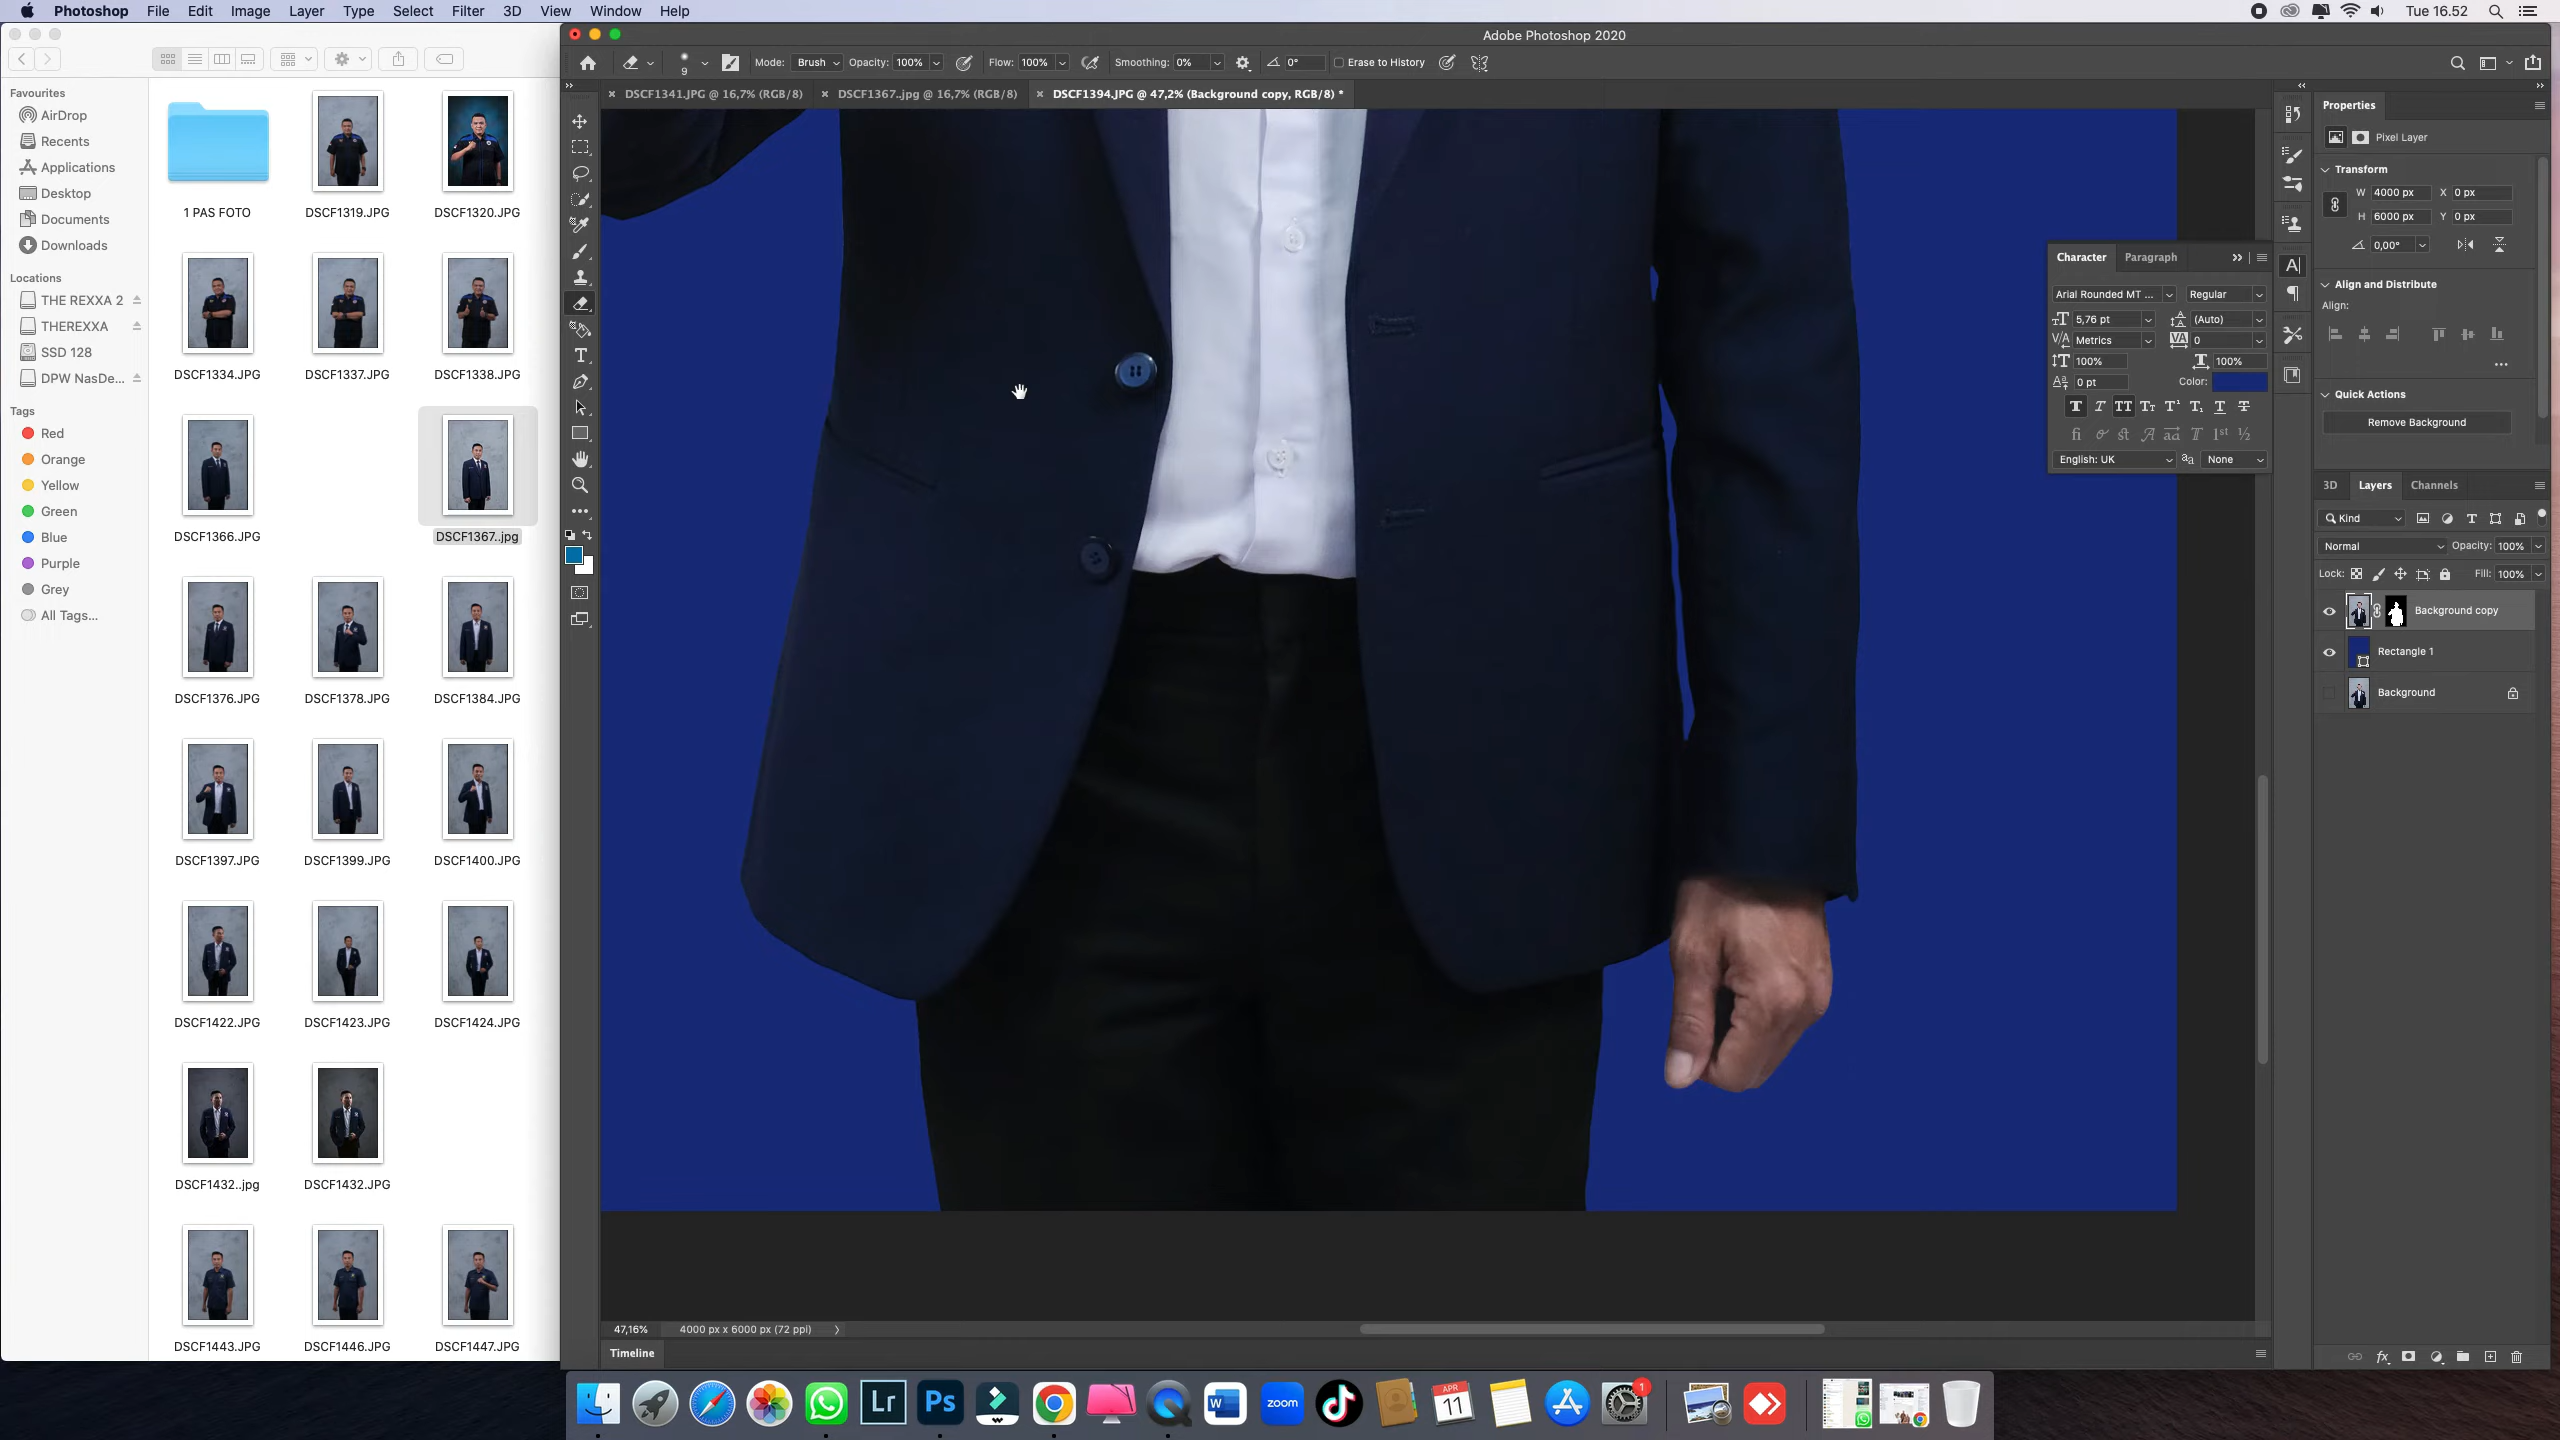 Photoshop File Edit Image Layer Type Select Filter 3D View Window Help
Tue 16.52
Adobe Photoshop 2020
9 Mode: Brush Opacity: 100% Flow: 100% Smoothing: 0% 0° Erase to History
DSCF1341.JPG @ 16,7% (RGB/8)
DSCF1367..jpg @ 16,7% (RGB/8)
DSCF1394.JPG @ 47,2% (Background copy, RGB/8) *
Favourites
AirDrop
Recents
Applications
Desktop
Documents
Downloads
Locations
THE REXXA 2
THEREXXA
SSD 128
DPW NasDe...
Tags
Red
Orange
Yellow
Green
Blue
Purple
Grey
All Tags...
1 PAS FOTO DSCF1319.JPG DSCF1320.JPG
DSCF1334.JPG DSCF1337.JPG DSCF1338.JPG
DSCF1366.JPG DSCF1367..jpg
DSCF1376.JPG DSCF1378.JPG DSCF1384.JPG
DSCF1397.JPG DSCF1399.JPG DSCF1400.JPG
DSCF1422.JPG DSCF1423.JPG DSCF1424.JPG
DSCF1432..jpg DSCF1432.JPG
DSCF1443.JPG DSCF1446.JPG DSCF1447.JPG
Character Paragraph
Arial Rounded MT ... Regular
5,76 pt (Auto)
Metrics 0
100% 100%
0 pt Color:
English: UK None
Properties
Pixel Layer
Transform
W 4000 px X 0 px
H 6000 px Y 0 px
0,00°
Align and Distribute
Align:
Quick Actions
Remove Background
3D Layers Channels
Kind
Normal Opacity: 100%
Lock: Fill: 100%
Background copy
Rectangle 1
Background
47,16% 4000 px x 6000 px (72 ppi)
Timeline
Lr
Ps
W
zoom
APR
11
1